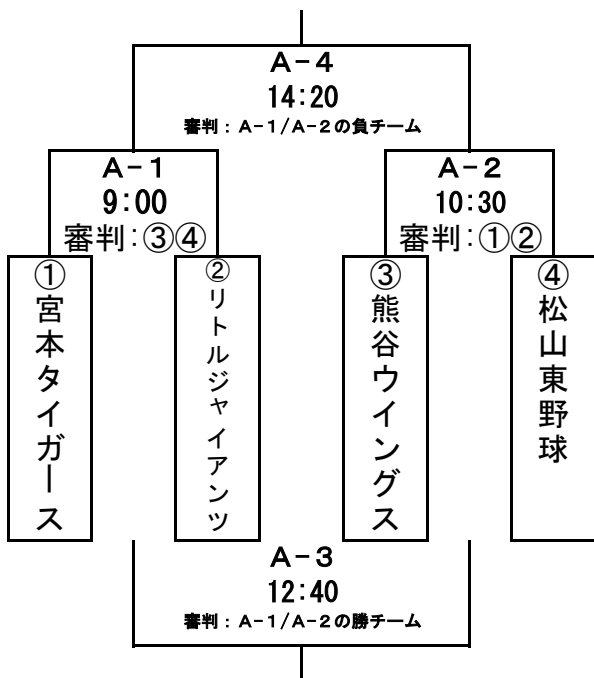 A-4
14:20
審判：A-1/A-2の負チーム
A-1
9:00
審判:③④
A-2
10:30
審判:①②
①宮本タイガース
②リトルジャイアンツ
③熊谷ウイングス
④松山東野球
A-3
12:40
審判：A-1/A-2の勝チーム